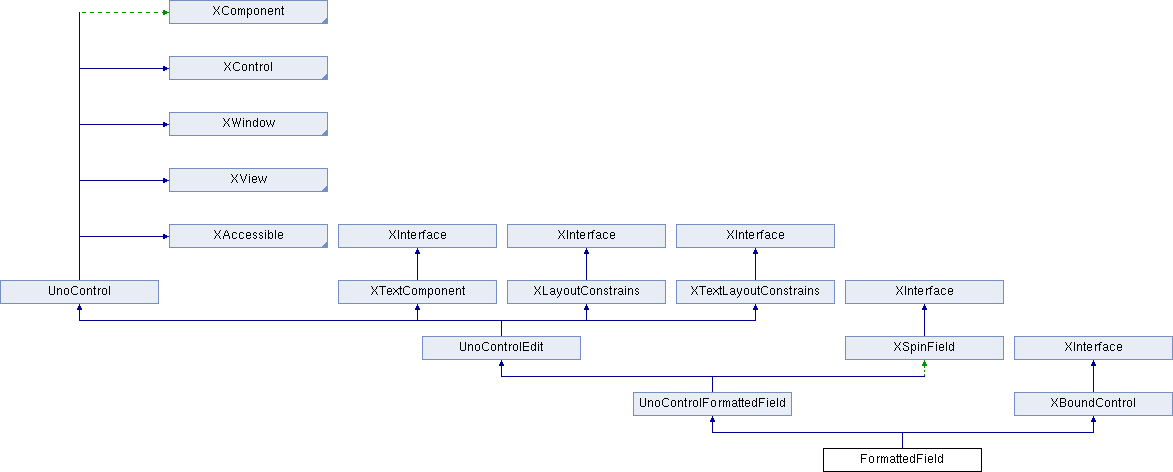 XComponent
XControl
XWindow
XView
XAccessible
XInterface
XInterface
XInterface
UnoControl
XTextComponent
XLayoutConstrains
XTextLayoutConstrains
XInterface
UnoControlEdit
XSpinField
XInterface
UnoControlFormattedField
XBoundControl
FormattedField